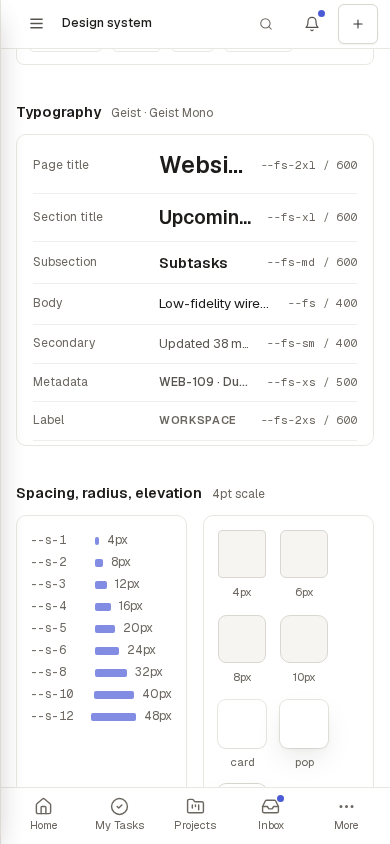 Design system
Typography Geist · Geist Mono
Page title Websi... --fs-2xl / 600
Section title Upcomin... --fs-xl / 600
Subsection Subtasks --fs-md / 600
Body Low-fidelity wire... --fs / 400
Secondary Updated 38 m... --fs-sm / 400
Metadata WEB-109 · Du... --fs-xs / 500
Label WORKSPACE --fs-2xs / 600
Spacing, radius, elevation 4pt scale
--s-1 4px
--s-2 8px
--s-3 12px
--s-4 16px
--s-5 20px
--s-6 24px
--s-8 32px
--s-10 40px
--s-12 48px
4px 6px
8px 10px
card pop
Home My Tasks Projects Inbox More